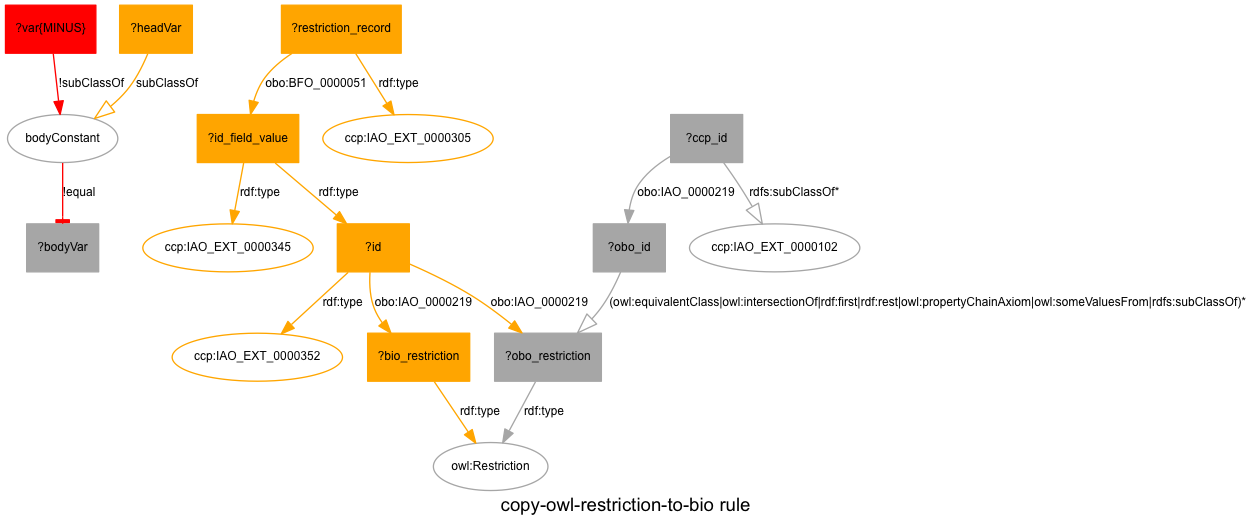 ?var{MINUS}
?headVar
?restriction_record
!subClassOf
subClassOf
obo:BFO_0000051
rdf:type
bodyConstant
?id_field_value
ccp:IAO_EXT_0000305
?ccp_id
!equal
rdf:type
rdf:type
obo:IAO_0000219
rdfs:subClassOf*
?bodyVar
ccp:IAO_EXT_0000345
?id
?obo_id
ccp:IAO_EXT_0000102
rdf:type
obo:IAO_0000219
obo:IAO_0000219
(owl:equivalentClass|owl:intersectionOf|rdf:first|rdf:rest|owl:propertyChainAxiom|owl:someValuesFrom|rdfs:subClassOf)*
ccp:IAO_EXT_0000352
?bio_restriction
?obo_restriction
rdf:type
rdf:type
owl:Restriction
copy-owl-restriction-to-bio rule